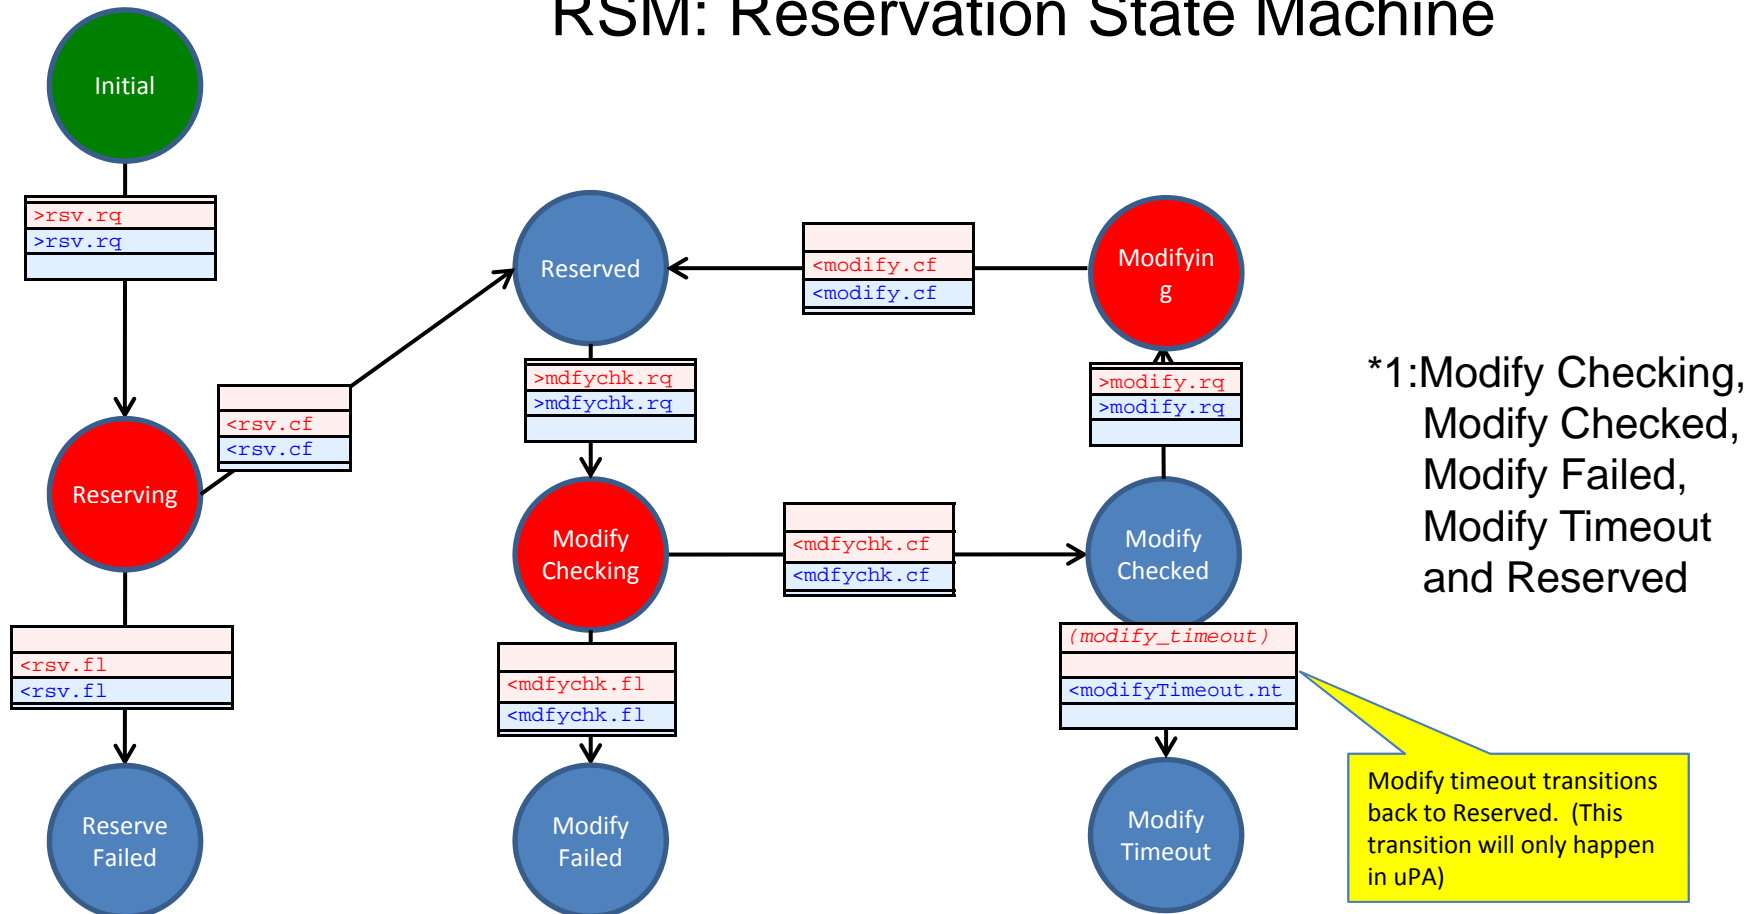 RSM: Reservation State Machine
Initial
>rsv.rq
>rsv.rq
Reserved
<modify.cf
<modify.cf
Modifyin
g
>mdfychk.rq
>mdfychk.rq
>modify.rq
>modify.rq
*1:Modify Checking,
Modify Checked,
Modify Failed,
Modify Timeout
and Reserved
<rsv.cf
<rsv.cf
Reserving
Modify
Checking
<mdfychk.cf
<mdfychk.cf
Modify
Checked
<rsv.fl
<rsv.fl
<mdfychk.fl
<mdfychk.fl
(modify_timeout)
<modifyTimeout.nt
Reserve
Failed
Modify
Failed
Modify
Timeout
Modify timeout transitions
back to Reserved. (This
transition will only happen
in uPA)